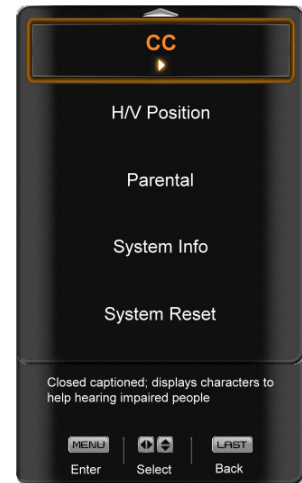 CC
H/V Position
Parental
System Info
System Reset
Closed captioned; displays characters to
help hearing impaired people
MENU LAST
Enter Select Back